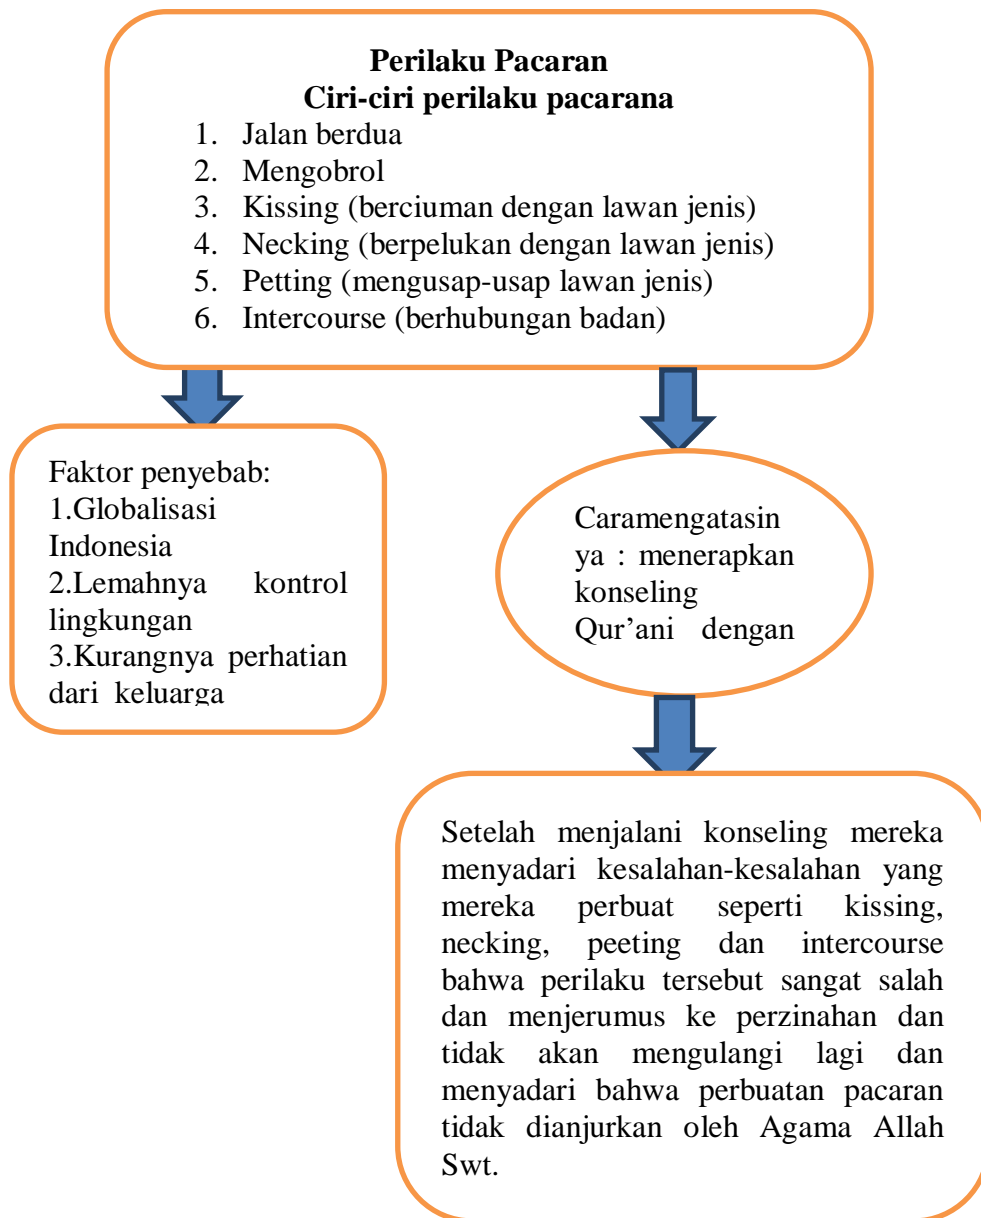 Perilaku Pacaran
Ciri-ciri perilaku pacarana
1. Jalan berdua
2. Mengobrol
3. Kissing (berciuman dengan lawan jenis)
4. Necking (berpelukan dengan lawan jenis)
5. Petting (mengusap-usap lawan jenis)
6. Intercourse (berhubungan badan)
Faktor penyebab:
1.Globalisasi
Indonesia
2.Lemahnya kontrol
lingkungan
3.Kurangnya perhatian
dari keluarga
Caramengatasin
ya : menerapkan
konseling
Qur’ani dengan
Setelah menjalani konseling mereka
menyadari kesalahan-kesalahan yang
mereka perbuat seperti kissing,
necking, peeting dan intercourse
bahwa perilaku tersebut sangat salah
dan menjerumus ke perzinahan dan
tidak akan mengulangi lagi dan
menyadari bahwa perbuatan pacaran
tidak dianjurkan oleh Agama Allah
Swt.